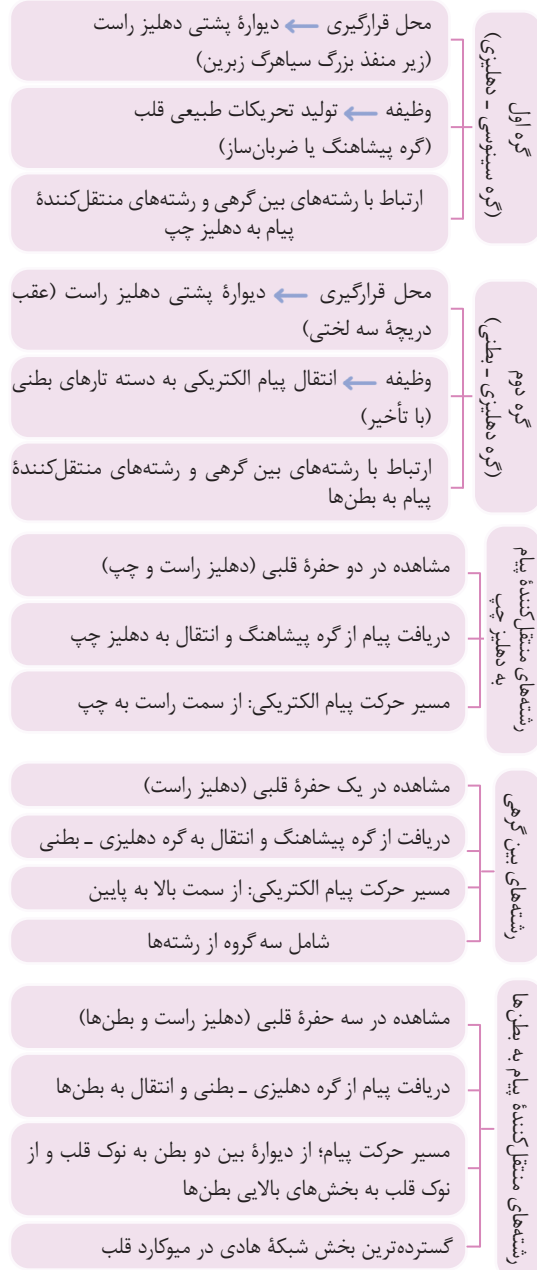 گره اول
(گره سینوسی ـ دهلیزی)
محل قرارگیری ← دیوارهٔ پشتی دهلیز راست
(زیر منفذ بزرگ سیاهرگ زبرین)
وظیفه ← تولید تحریکات طبیعی قلب
(گره پیشاهنگ یا ضربان‌ساز)
ارتباط با رشته‌های بین گرهی و رشته‌های منتقل‌کنندهٔ
پیام به دهلیز چپ
گره دوم
(گره دهلیزی ـ بطنی)
محل قرارگیری ← دیوارهٔ پشتی دهلیز راست (عقب
دریچهٔ سه لختی)
وظیفه ← انتقال پیام الکتریکی به دسته تارهای بطنی
(با تأخیر)
ارتباط با رشته‌های بین گرهی و رشته‌های منتقل‌کنندهٔ
پیام به بطن‌ها
رشته‌های منتقل‌کنندهٔ پیام
به دهلیز چپ
مشاهده در دو حفرهٔ قلبی (دهلیز راست و چپ)
دریافت پیام از گره پیشاهنگ و انتقال به دهلیز چپ
مسیر حرکت پیام الکتریکی: از سمت راست به چپ
رشته‌های بین گرهی
مشاهده در یک حفرهٔ قلبی (دهلیز راست)
دریافت از گره پیشاهنگ و انتقال به گره دهلیزی ـ بطنی
مسیر حرکت پیام الکتریکی: از سمت بالا به پایین
شامل سه گروه از رشته‌ها
رشته‌های منتقل‌کنندهٔ پیام به بطن‌ها
مشاهده در سه حفرهٔ قلبی (دهلیز راست و بطن‌ها)
دریافت پیام از گره دهلیزی ـ بطنی و انتقال به بطن‌ها
مسیر حرکت پیام؛ از دیوارهٔ بین دو بطن به نوک قلب و از
نوک قلب به بخش‌های بالایی بطن‌ها
گسترده‌ترین بخش شبکهٔ هادی در میوکارد قلب